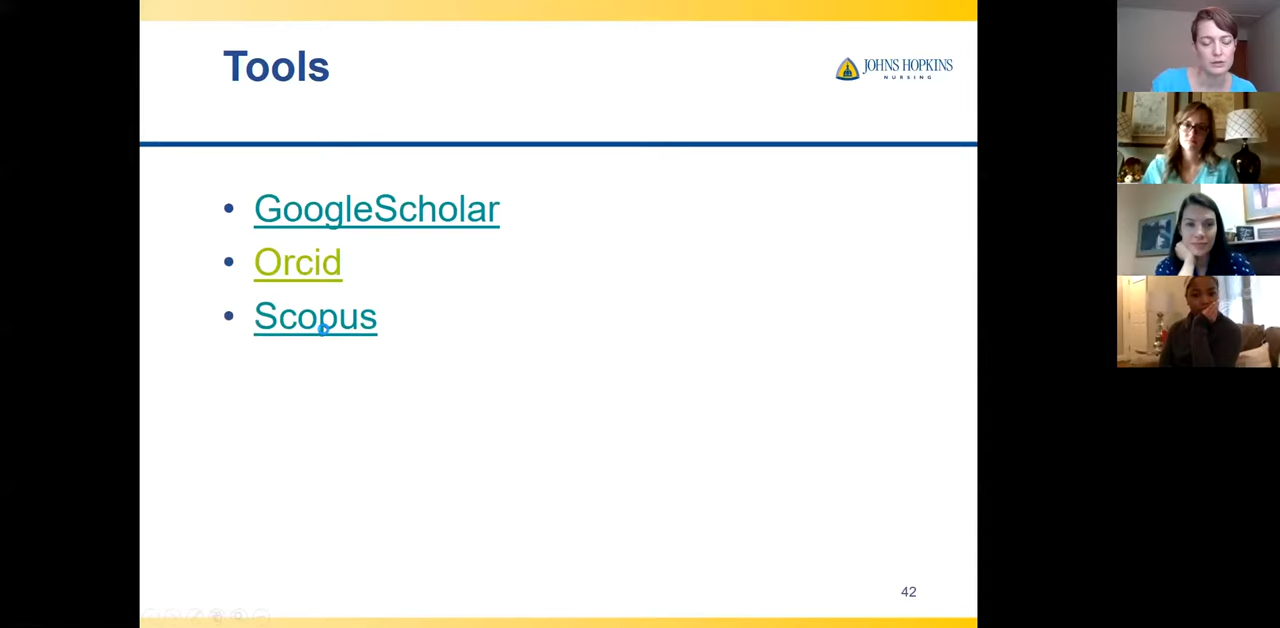 Tools
JOHNS HOPKINS
NURSING
• GoogleScholar
• Orcid
• Scopus
42